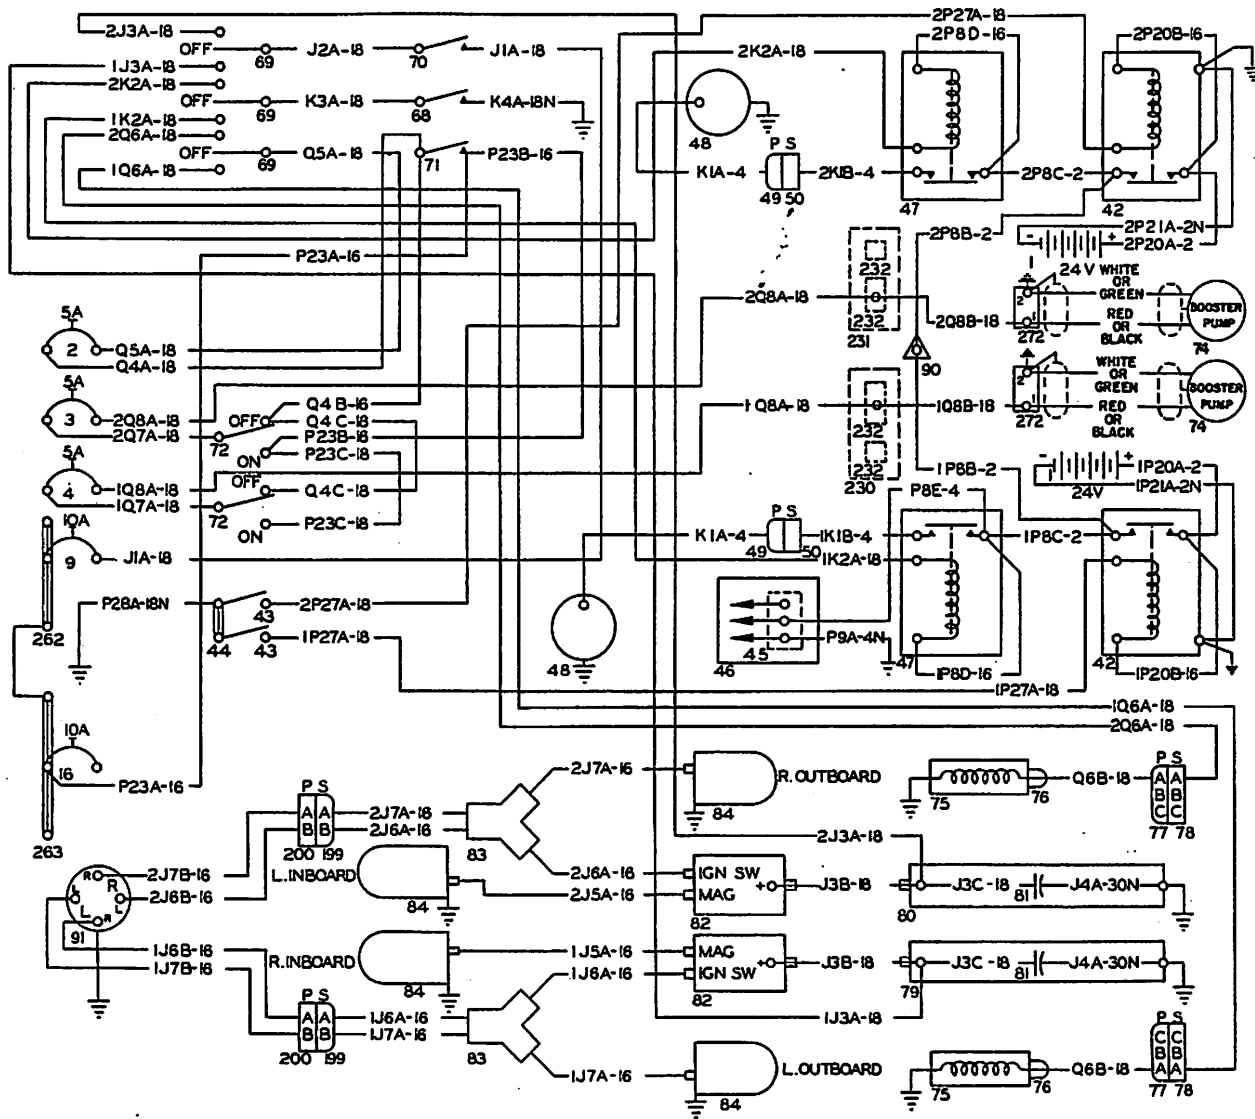 2J3A-18
OFF 69 J2A-18 70 J1A-18
1J3A-18
2K2A-18
OFF 69 K3A-18 68 K4A-18N
1K2A-18
2Q6A-18
OFF 69 Q5A-18 71 P23B-16
1Q6A-18
P23A-16
2P27A-18
2P8D-16
2P20B-16
2K2A-18
48
P S
K1A-4 2K1B-4
49 50
47
2P8C-2
42
2P8B-2
2P21A-2N
- +
2P20A-2
24V
232
2Q8A-18
232
231
2Q8B-18
2
1
272
WHITE
OR
GREEN
RED
OR
BLACK
BOOSTER
PUMP
74
90
232
1Q8A-18
232
230
1Q8B-18
2
1
272
WHITE
OR
GREEN
RED
OR
BLACK
BOOSTER
PUMP
74
5A
2
Q5A-18
Q4A-18
5A
3
2Q8A-18
2Q7A-18
72
OFF
ON
Q4B-16
Q4C-18
P23B-16
P23C-18
5A
4
1Q8A-18
1Q7A-18
72
OFF
ON
Q4C-18
P23C-18
10A
9
J1A-18
262
P28A-18N
44
43
43
2P27A-18
1P27A-18
10A
16
P23A-16
263
1P8B-2
- +
24V
1P20A-2
1P21A-2N
P8E-4
P S
K1A-4 1K1B-4
49 50
1K2A-18
1P8C-2
48
46
45
P9A-4N
47
1P8D-16
42
1P20B-16
1P27A-18
1Q6A-18
2Q6A-18
2J7A-16
R.OUTBOARD
84
75
76
Q6B-18
P S
A A
B B
C C
77 78
P S
A A
B B
200 199
2J7A-16
2J6A-16
83
2J7B-16
2J6B-16
R
R
L
L
L
R
91
L.INBOARD
84
2J6A-16
2J5A-16
IGN SW
MAG
+
82
2J3A-18
J3B-18
80
J3C-18
81
J4A-30N
1J6B-16
1J7B-16
R.INBOARD
84
1J5A-16
1J6A-16
MAG
IGN SW
+
82
J3B-18
79
J3C-18
81
J4A-30N
1J3A-18
P S
A A
B B
200 199
1J6A-16
1J7A-16
83
1J7A-16
L.OUTBOARD
84
75
76
Q6B-18
P S
C C
B B
A A
77 78